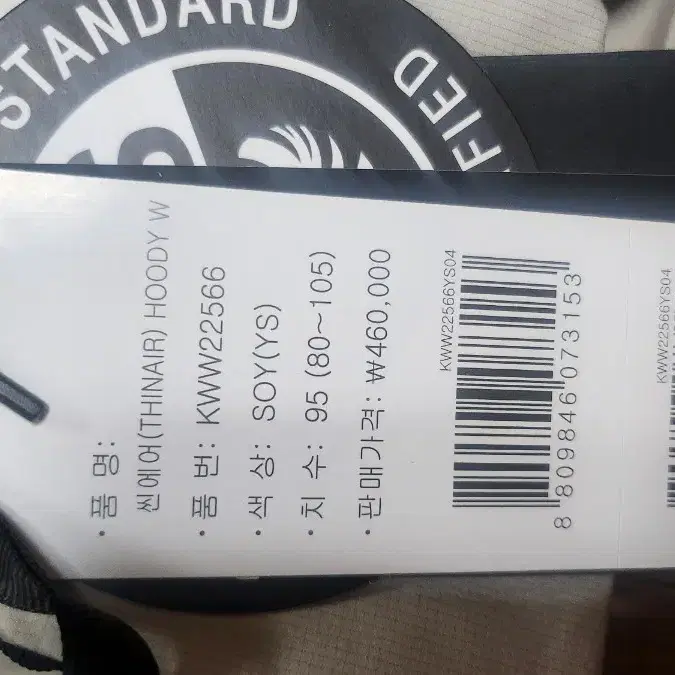 STANDARD
FIED
• 품 명:
씬에어(THINAIR) HOODY W
• 품 번: KWW22566
• 색 상: SOY(YS)
• 치 수: 95 (80~105)
• 판매가격: ₩460,000
KWW22566YS04
8 809846 073153
KWW22566YS04